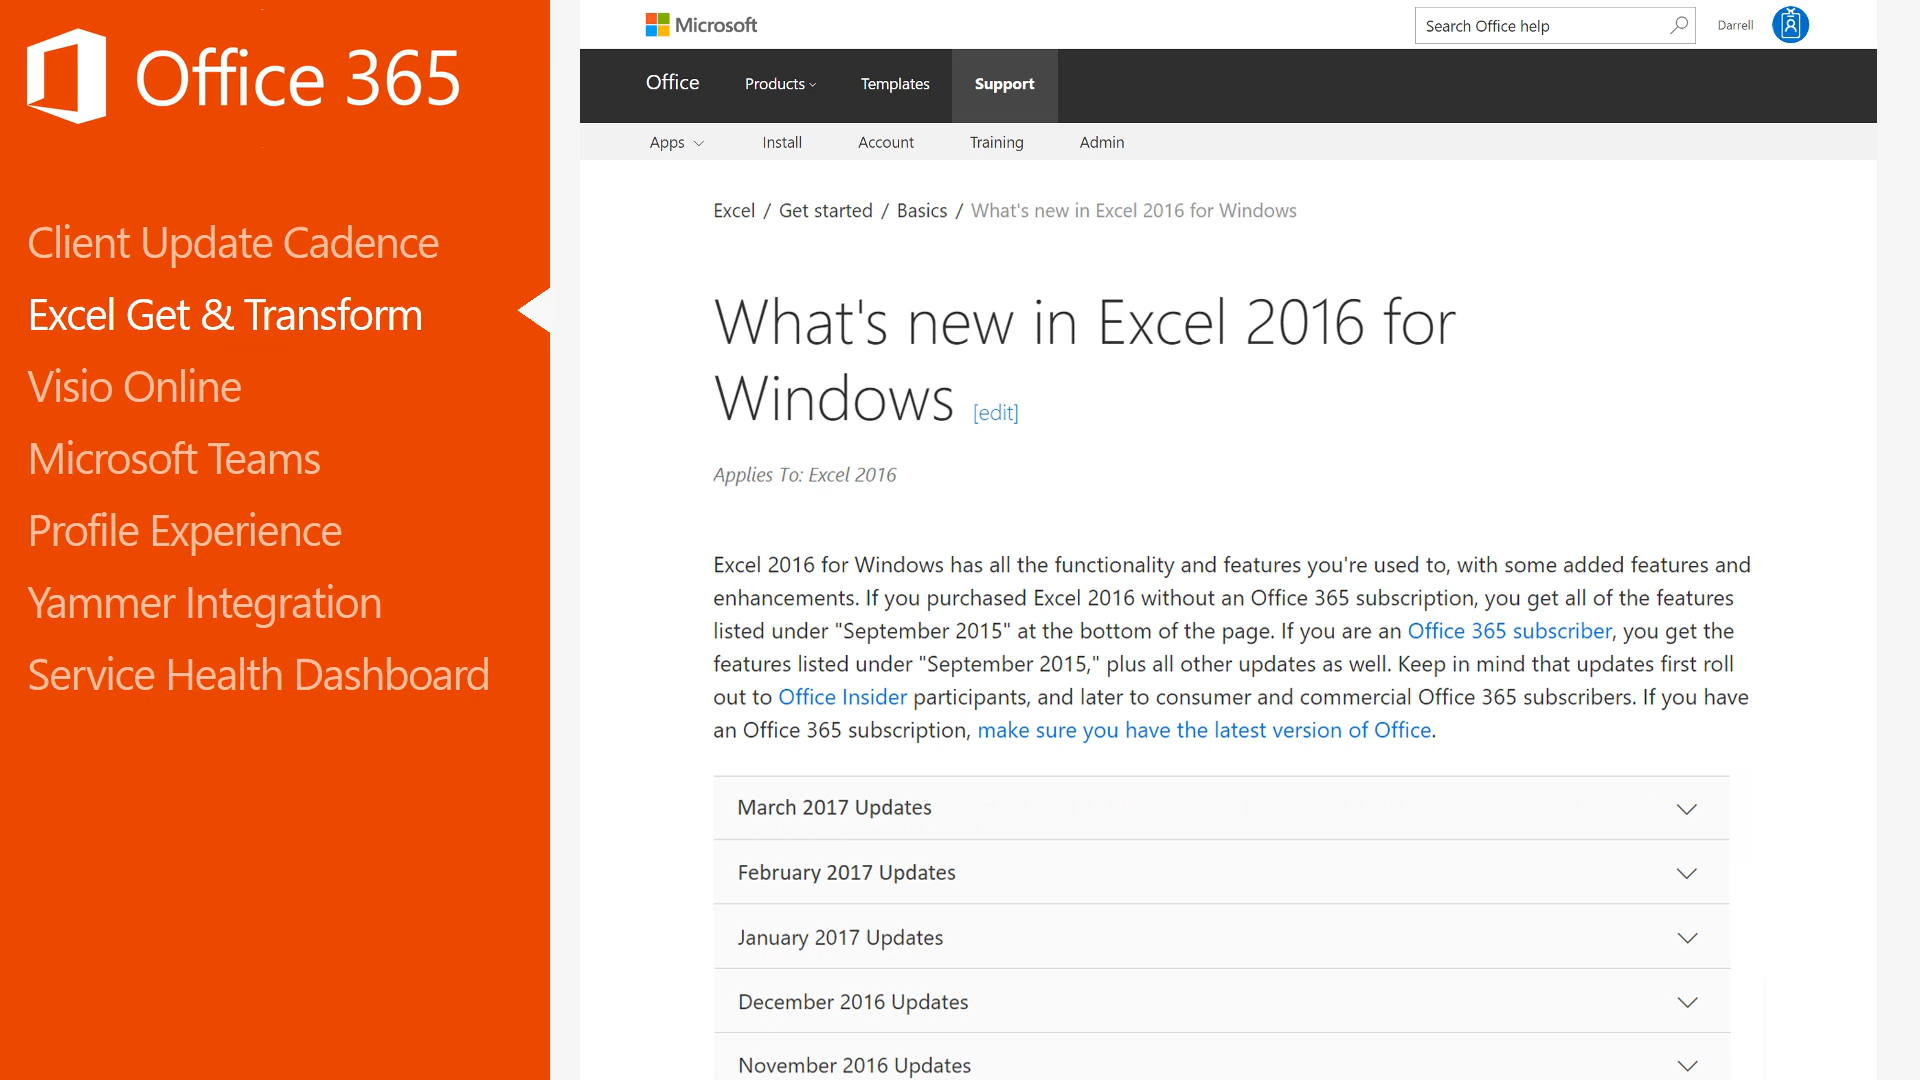 Office 365
Client Update Cadence
Excel Get & Transform
Visio Online
Microsoft Teams
Profile Experience
Yammer Integration
Service Health Dashboard
Microsoft
Search Office help
Darrell
Office Products Templates Support
Apps Install Account Training Admin
Excel / Get started / Basics / What's new in Excel 2016 for Windows
What's new in Excel 2016 for
Windows [edit]
Applies To: Excel 2016
Excel 2016 for Windows has all the functionality and features you're used to, with some added features and
enhancements. If you purchased Excel 2016 without an Office 365 subscription, you get all of the features
listed under "September 2015" at the bottom of the page. If you are an Office 365 subscriber, you get the
features listed under "September 2015," plus all other updates as well. Keep in mind that updates first roll
out to Office Insider participants, and later to consumer and commercial Office 365 subscribers. If you have
an Office 365 subscription, make sure you have the latest version of Office.
March 2017 Updates
February 2017 Updates
January 2017 Updates
December 2016 Updates
November 2016 Updates